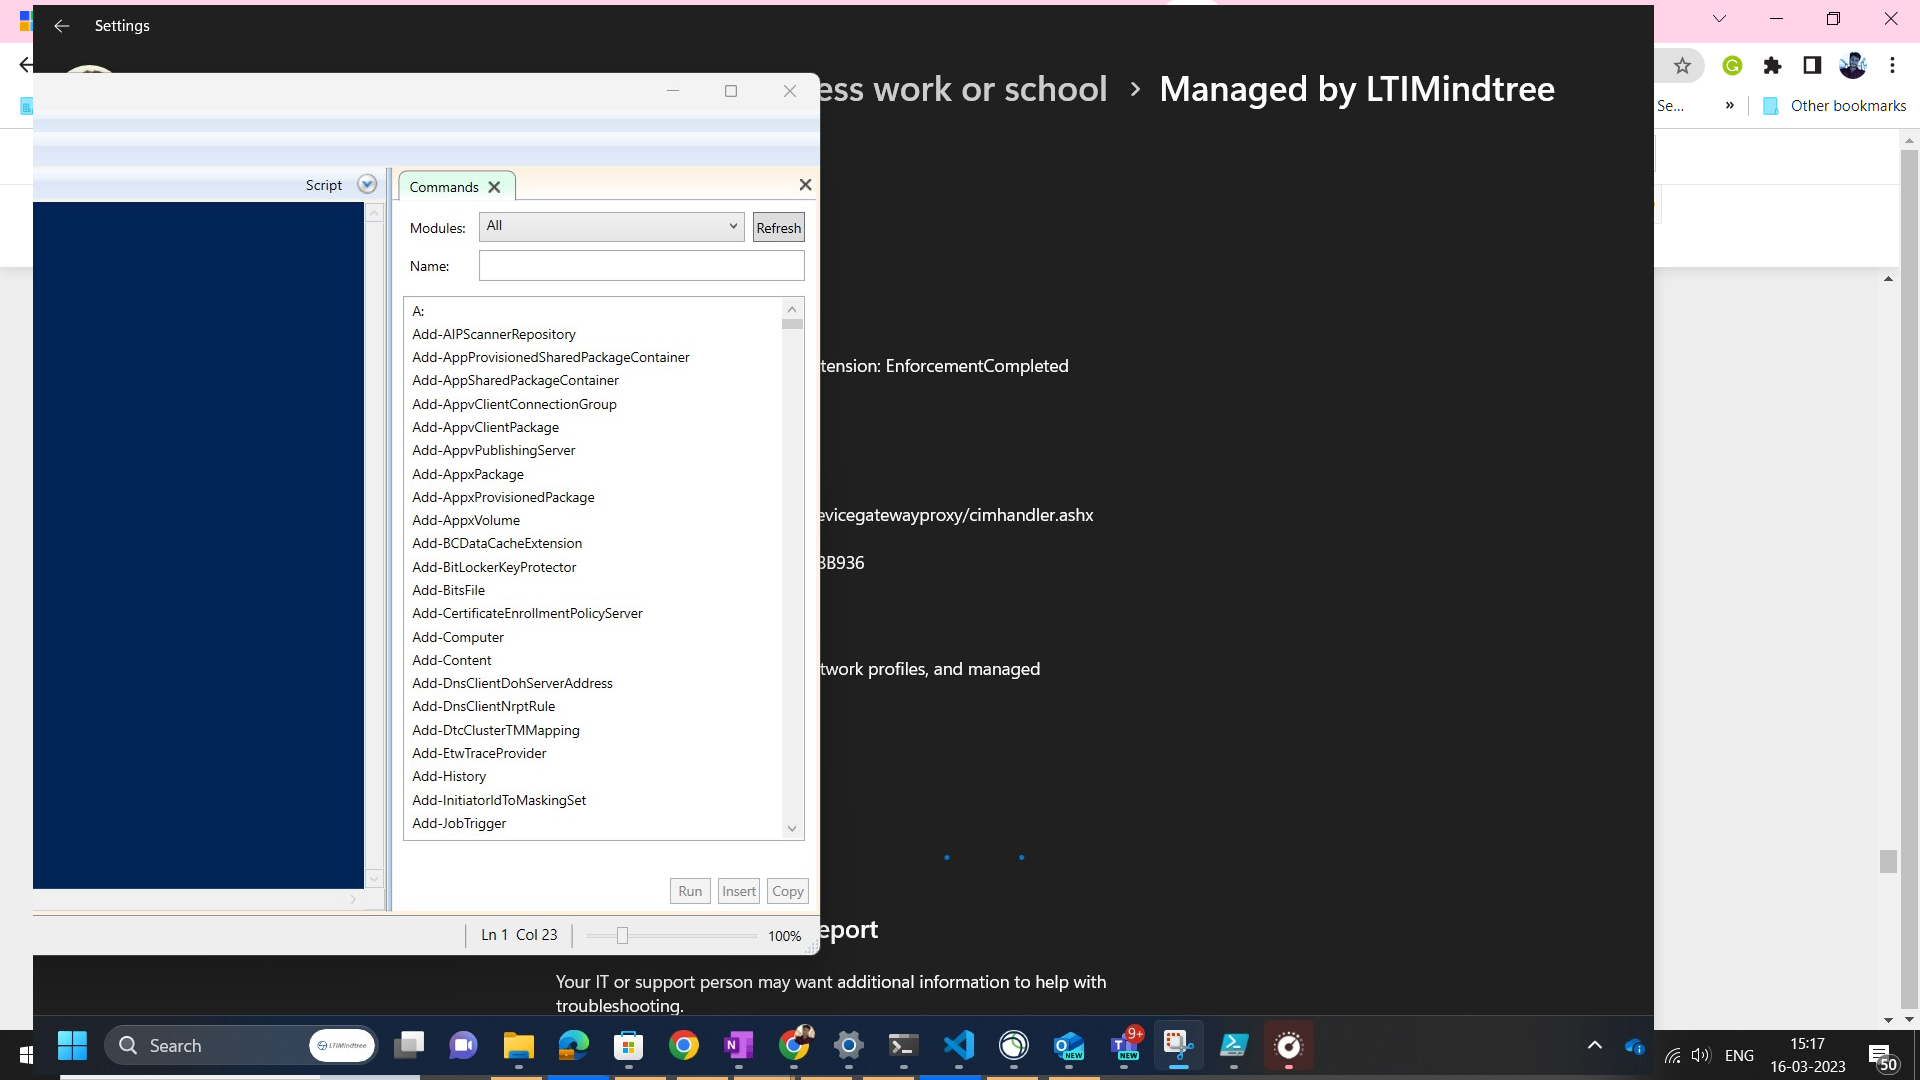 Settings
ess work or school > Managed by LTIMindtree
Se...
»
Other bookmarks
Script
Commands
Modules:
All
Refresh
Name:
A:
Add-AIPScannerRepository
Add-AppProvisionedSharedPackageContainer
Add-AppSharedPackageContainer
Add-AppvClientConnectionGroup
Add-AppvClientPackage
Add-AppvPublishingServer
Add-AppxPackage
Add-AppxProvisionedPackage
Add-AppxVolume
Add-BCDataCacheExtension
Add-BitLockerKeyProtector
Add-BitsFile
Add-CertificateEnrollmentPolicyServer
Add-Computer
Add-Content
Add-DnsClientDohServerAddress
Add-DnsClientNrptRule
Add-DtcClusterTMMapping
Add-EtwTraceProvider
Add-History
Add-InitiatorIdToMaskingSet
Add-JobTrigger
Run
Insert
Copy
Ln 1 Col 23
100%
tension: EnforcementCompleted
evicegatewayproxy/cimhandler.ashx
3B936
twork profiles, and managed
eport
Your IT or support person may want additional information to help with
troubleshooting.
Search
LTIMindtree
NEW
9+
NEW
ENG
15:17
16-03-2023
50